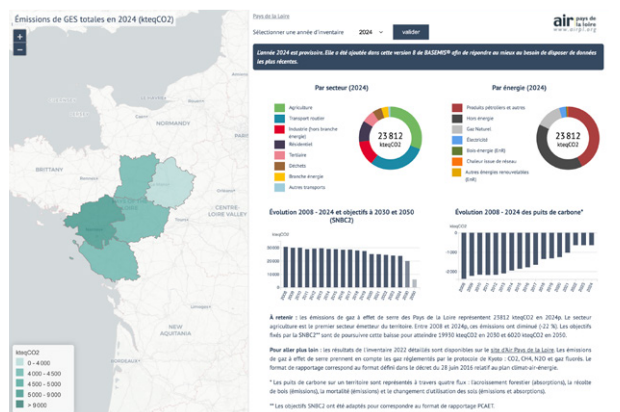 Émissions de GES totales en 2024 (kteqCO2)
+
−
NORMANDY
BRITTANY
CENTRE-
LOIRE VALLEY
NEW
AQUITANIA
BORDEAUX
kteqCO2
0 - 4 000
4 000 - 4 500
4 500 - 5 000
5 000 - 9 000
> 9 000
Pays de la Loire
Sélectionner une année d'inventaire 2024 valider
air pays de
la loire
www.airpl.org
L'année 2024 est provisoire. Elle a été ajoutée dans cette version 8 de BASEMIS® afin de répondre au mieux au besoin de disposer de données
les plus récentes.
Par secteur (2024)
Agriculture
Transport routier
Industrie (hors branche
énergie)
Résidentiel
Tertiaire
Déchets
Branche énergie
Autres transports
23 812
kteqCO2
Par énergie (2024)
Produits pétroliers et autres
Hors énergie
Gaz Naturel
Électricité
Bois énergie (EnR)
Chaleur issue de réseau
Autres énergies renouvelables
(EnR)
23 812
kteqCO2
Évolution 2008 - 2024 et objectifs à 2030 et 2050
(SNBC2)
kteqCO2
Évolution 2008 - 2024 des puits de carbone*
kteqCO2
À retenir : les émissions de gaz à effet de serre des Pays de la Loire représentent 23812 kteqCO2 en 2024p. Le secteur
agriculture est le premier secteur émetteur du territoire. Entre 2008 et 2024p, ces émissions ont diminué (-22 %). Les objectifs
fixés par la SNBC2** sont de poursuivre cette baisse pour atteindre 19930 kteqCO2 en 2030 et 6020 kteqCO2 en 2050.
Pour aller plus loin : les résultats de l'inventaire 2022 détaillés sont disponibles sur le site d'Air Pays de la Loire. Les émissions
de gaz à effet de serre prennent en compte les gaz réglementés par le protocole de Kyoto : CO2, CH4, N2O et gaz fluorés. Le
format de rapportage correspond au format défini dans le décret du 28 juin 2016 relatif au plan climat-air-énergie.
* Les puits de carbone sur un territoire sont représentés à travers quatre flux : l'accroissement forestier (absorptions), la récolte
de bois (émissions), la mortalité (émissions) et le changement d'utilisation des sols (émissions et absorptions).
** Les objectifs SNBC2 ont été adaptés pour correspondre au format de rapportage PCAET.